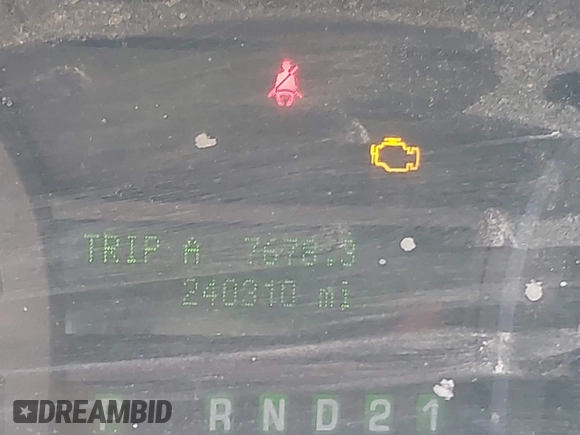 TRIP A 7678.3
240310 mi
R N D 2 1
DREAMBID